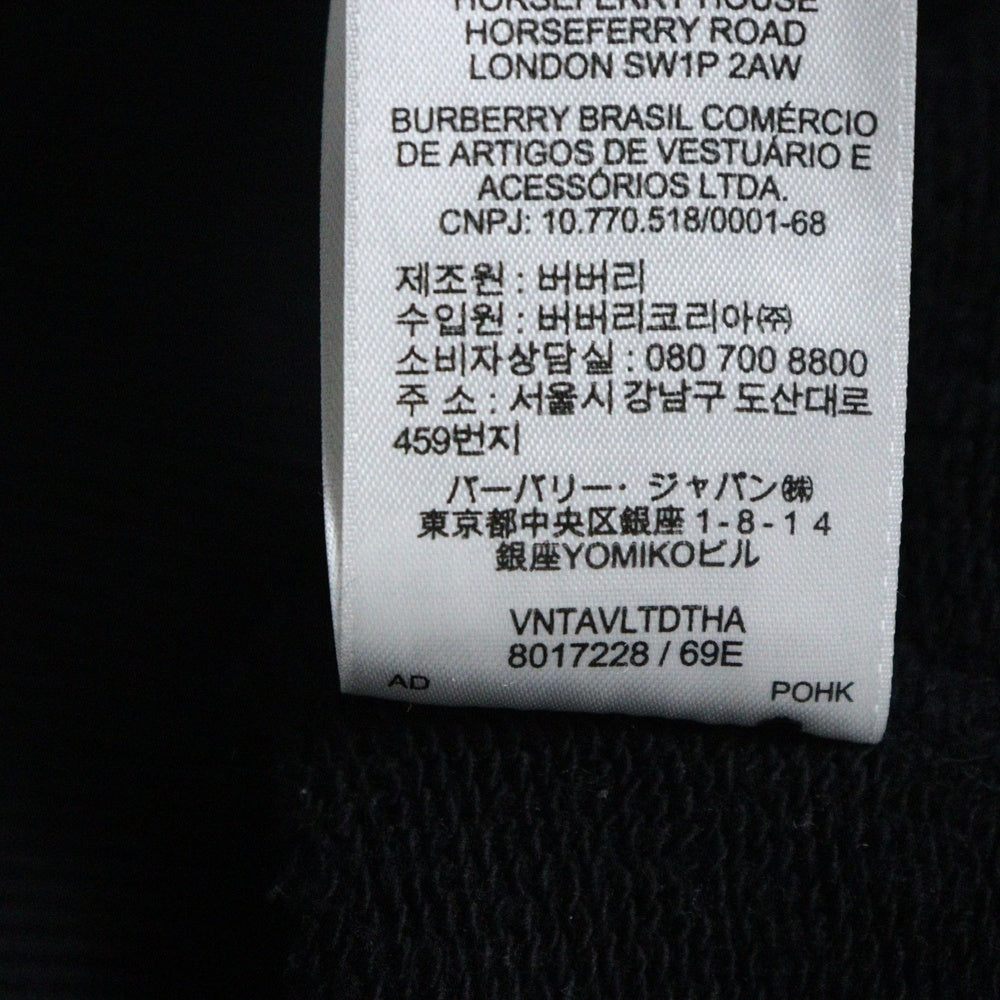 HORSEFERRY HOUSE
HORSEFERRY ROAD
LONDON SW1P 2AW
BURBERRY BRASIL COMÉRCIO
DE ARTIGOS DE VESTUÁRIO E
ACESSÓRIOS LTDA.
CNPJ: 10.770.518/0001-68
제조원 : 버버리
수입원 : 버버리코리아㈜
소비자상담실 : 080 700 8800
주 소 : 서울시 강남구 도산대로
459번지
バーバリー・ジャパン㈱
東京都中央区銀座 1-8-14
銀座YOMIKOビル
VNTAVLTDTHA
8017228 / 69E
AD
POHK